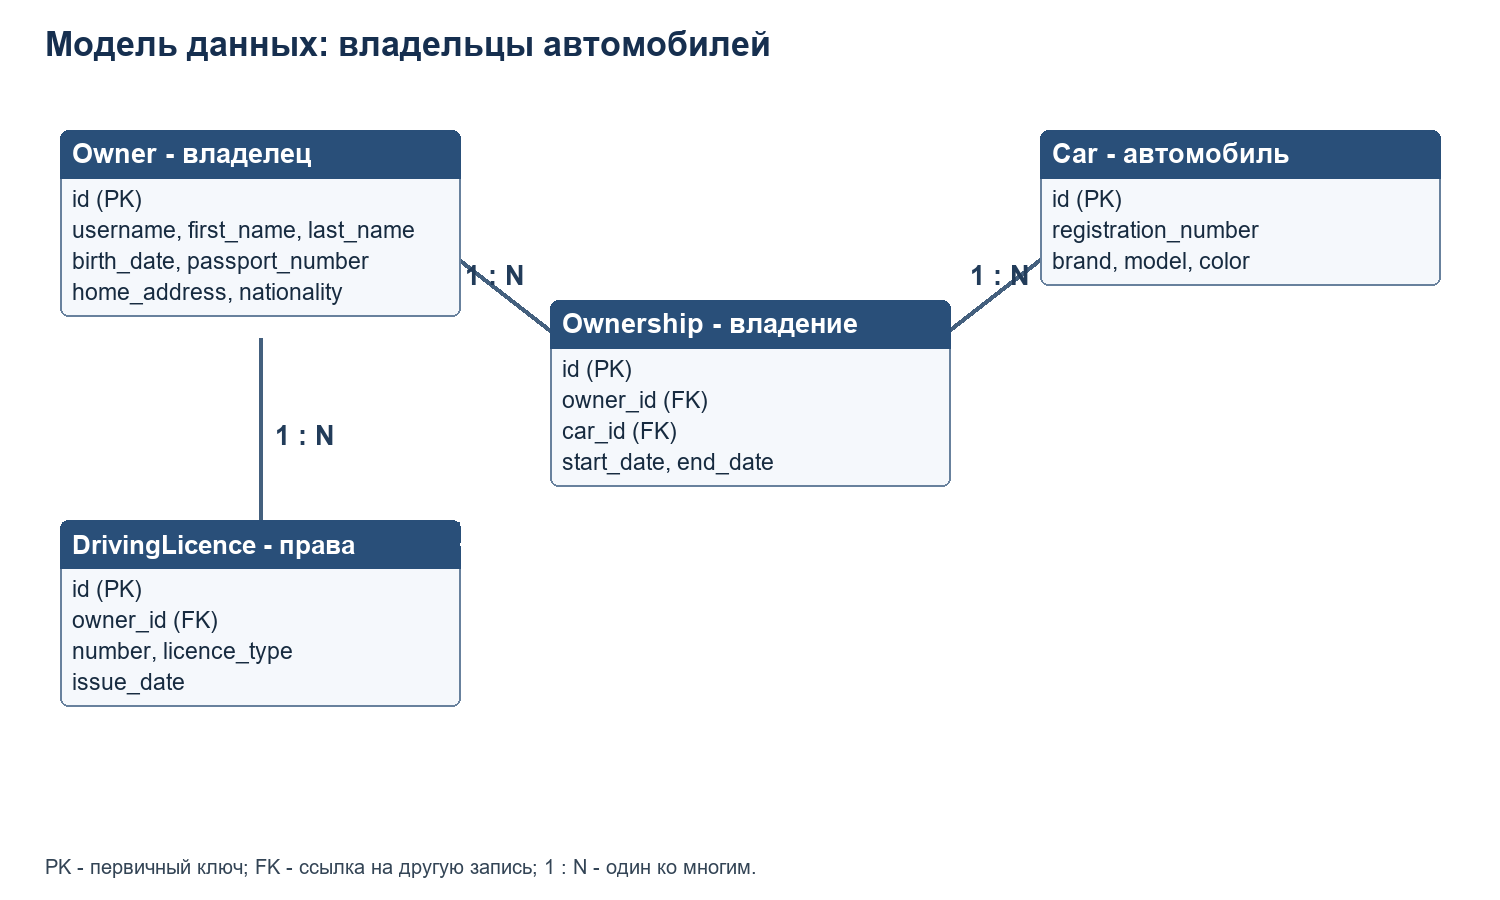 Модель данных: владельцы автомобилей
Owner - владелец
id (PK)
username, first_name, last_name
birth_date, passport_number
home_address, nationality
1 : N
Car - автомобиль
id (PK)
registration_number
brand, model, color
1 : N
Ownership - владение
id (PK)
owner_id (FK)
car_id (FK)
start_date, end_date
1 : N
DrivingLicence - права
id (PK)
owner_id (FK)
number, licence_type
issue_date
PK - первичный ключ; FK - ссылка на другую запись; 1 : N - один ко многим.